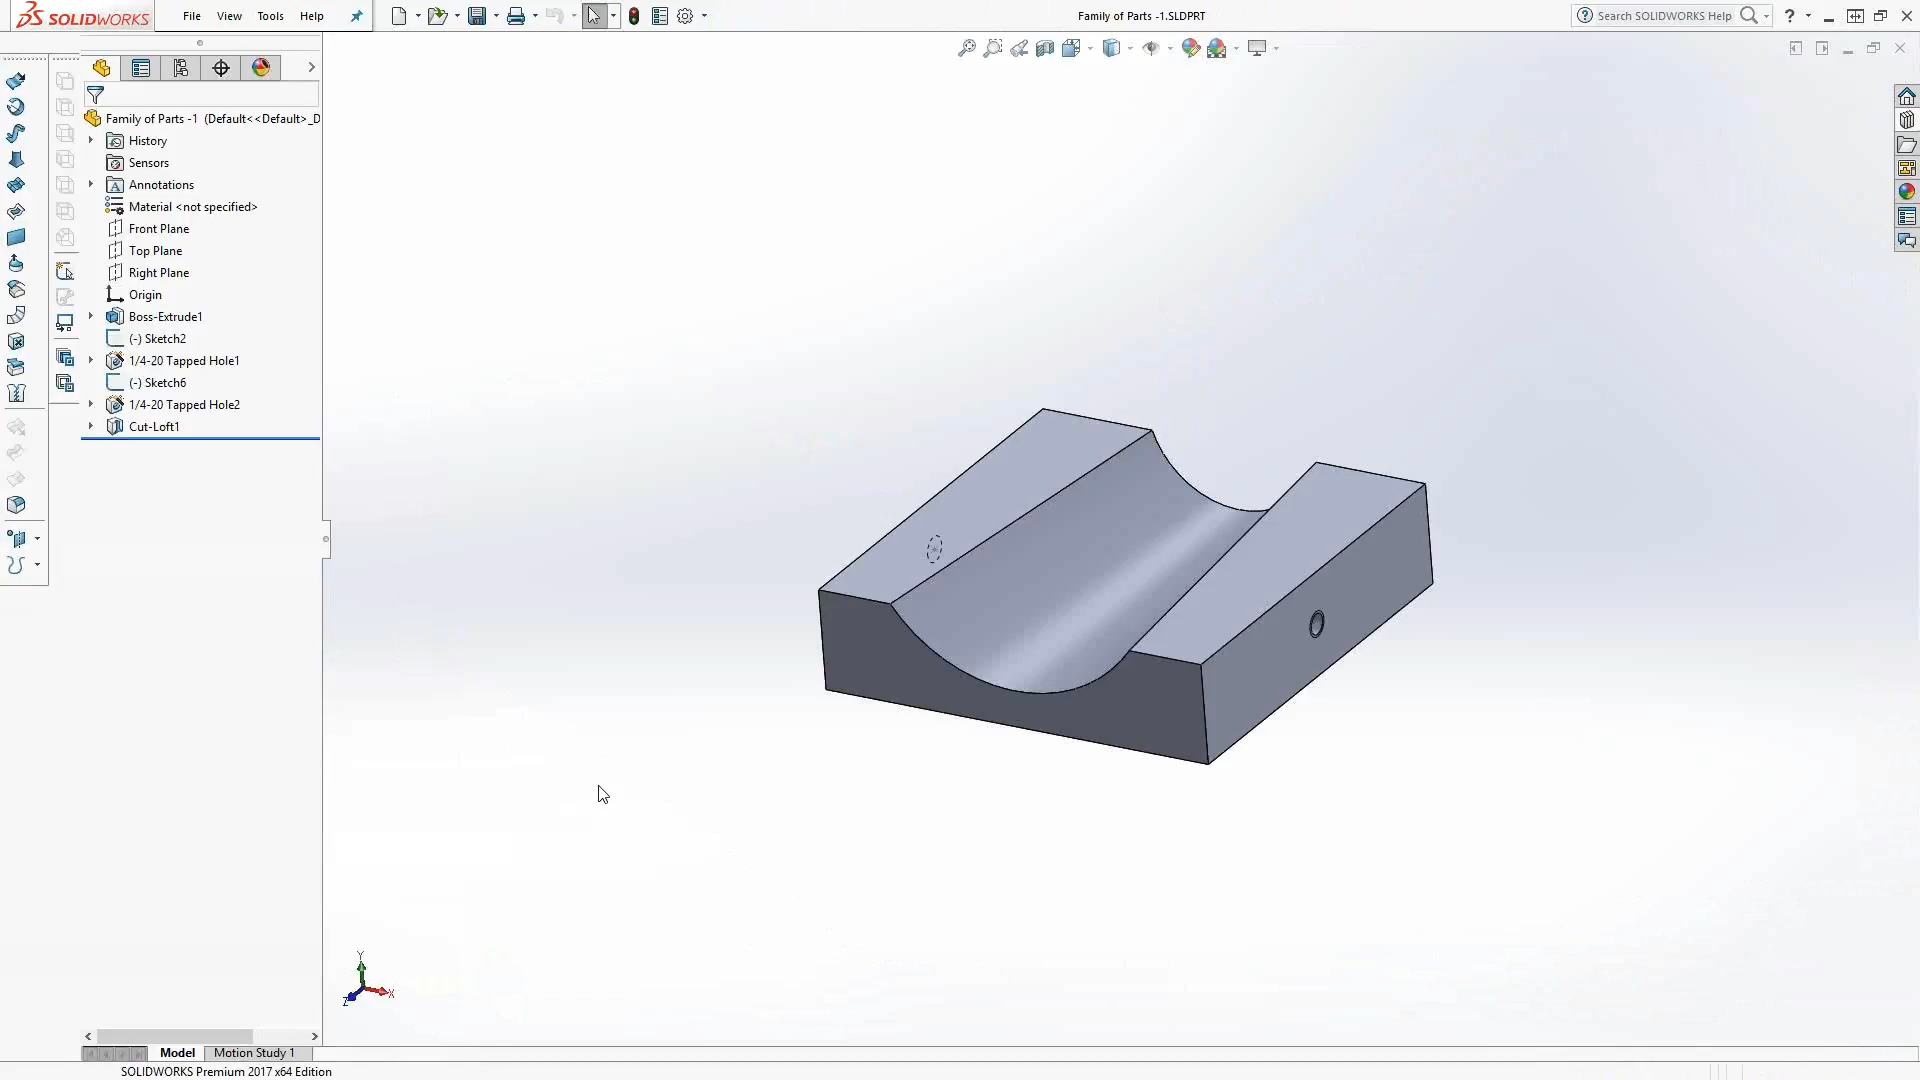 SOLIDWORKS
File View Tools Help
Family of Parts -1.SLDPRT
Search SOLIDWORKS Help
?
Family of Parts -1 (Default<<Default>_D
History
Sensors
Annotations
Material <not specified>
Front Plane
Top Plane
Right Plane
Origin
Boss-Extrude1
(-) Sketch2
1/4-20 Tapped Hole1
(-) Sketch6
1/4-20 Tapped Hole2
Cut-Loft1
Y
X
Z
Model
Motion Study 1
SOLIDWORKS Premium 2017 x64 Edition